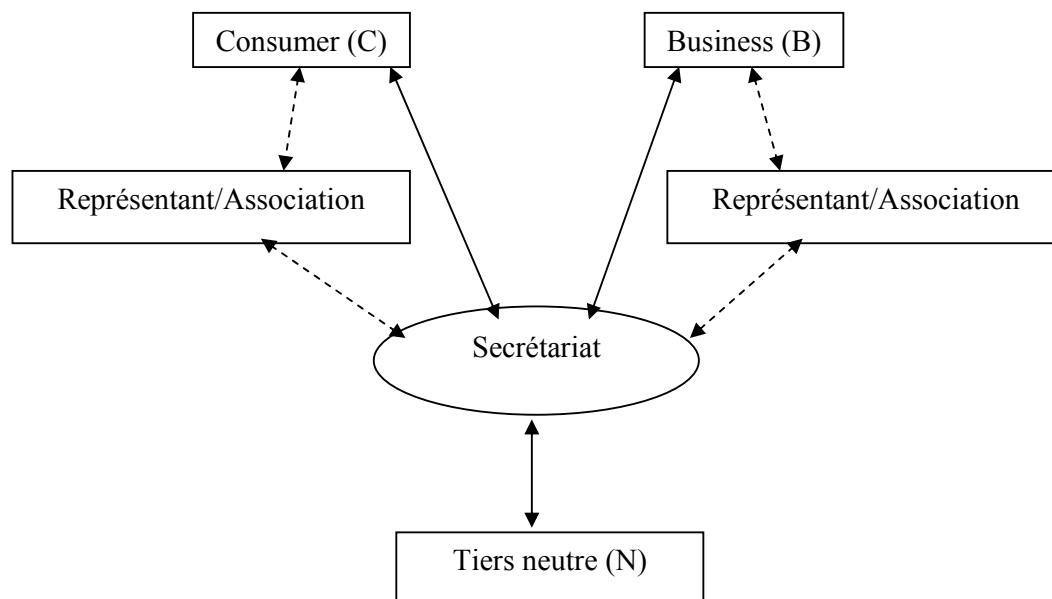 Consumer (C)
Business (B)
Représentant/Association
Représentant/Association
Secrétariat
Tiers neutre (N)